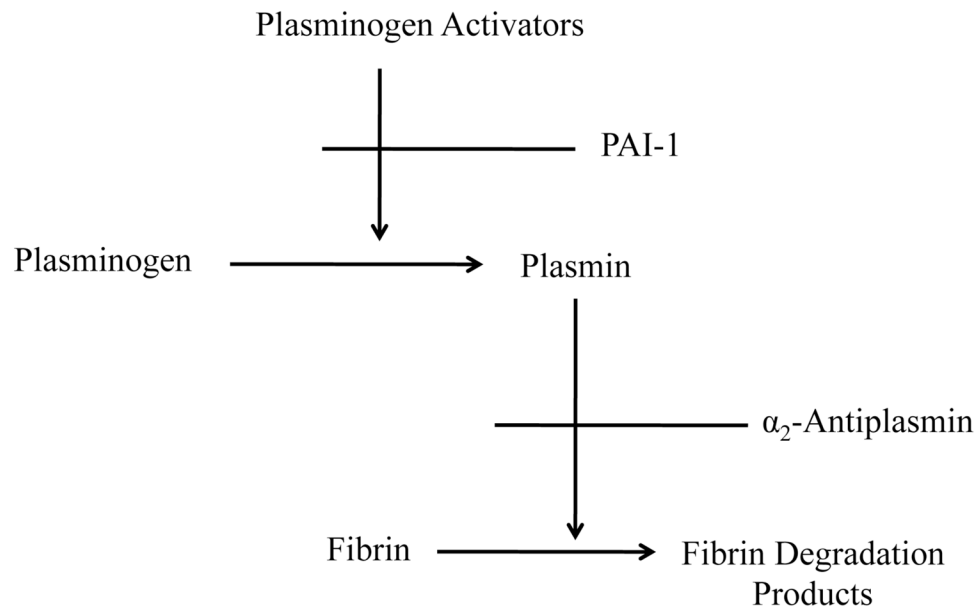 Plasminogen Activators
PAI-1
Plasminogen
Plasmin
α₂-Antiplasmin
Fibrin
Fibrin Degradation
Products